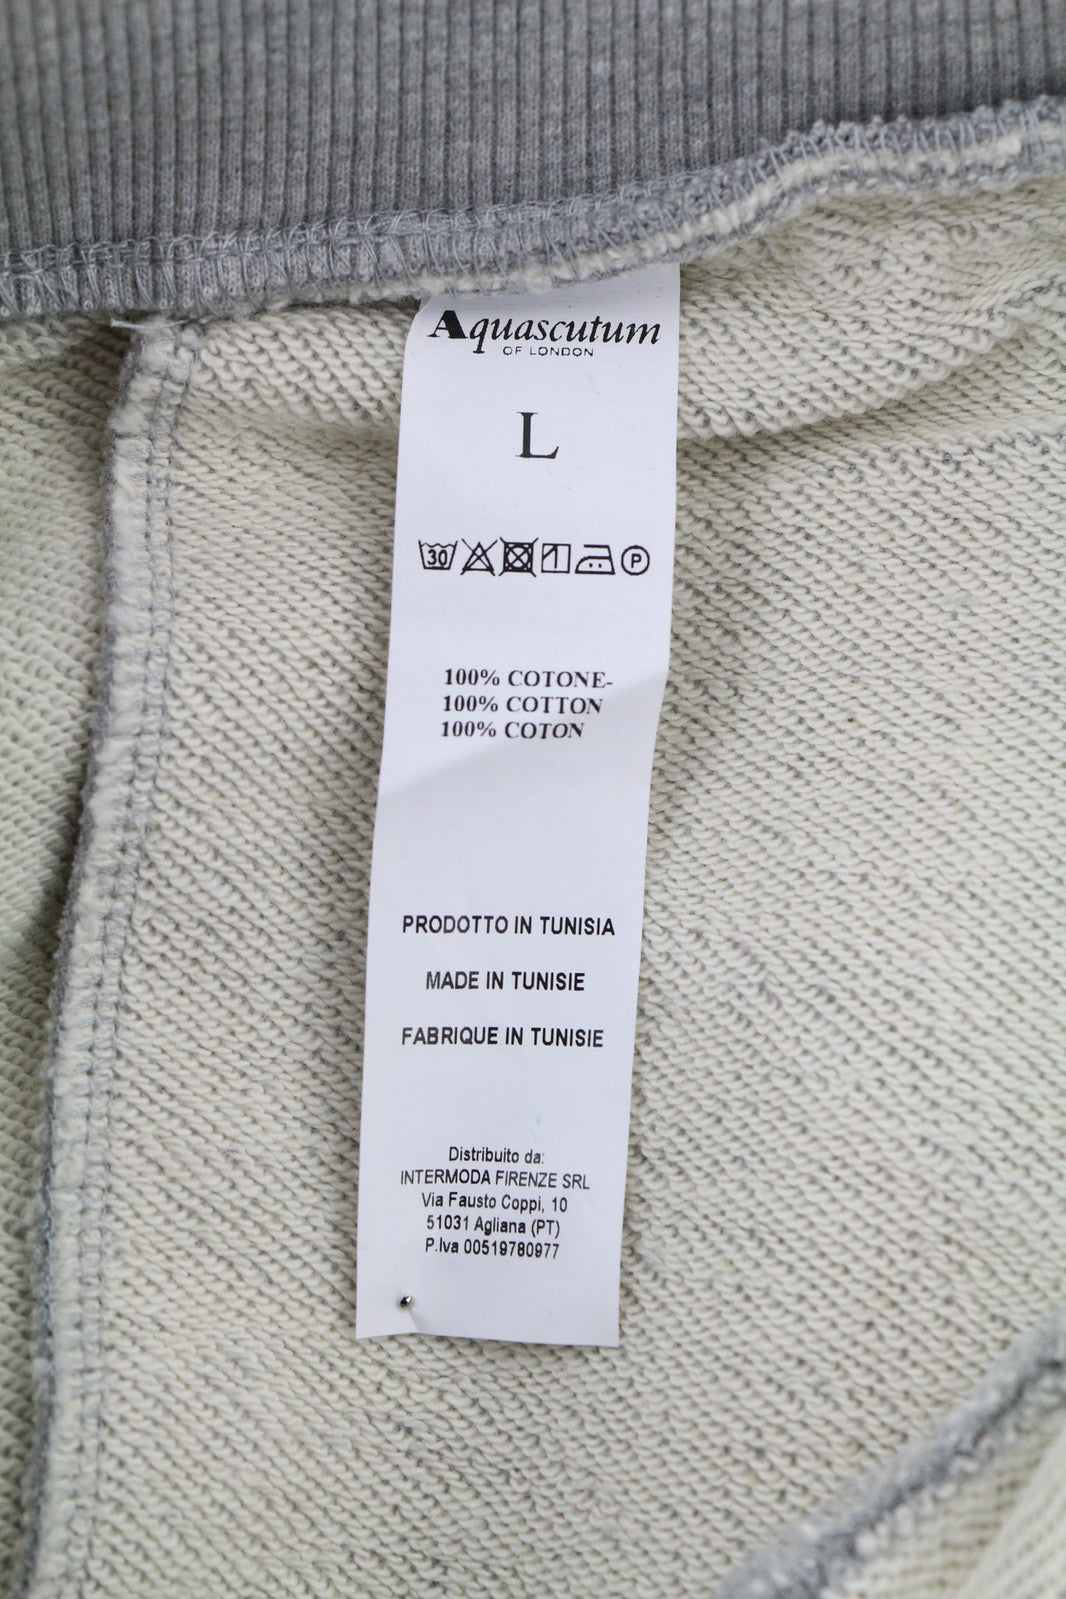 Aquascutum
OF LONDON
L
30 P
100% COTONE-
100% COTTON
100% COTON
PRODOTTO IN TUNISIA
MADE IN TUNISIE
FABRIQUE IN TUNISIE
Distribuito da:
INTERMODA FIRENZE SRL
Via Fausto Coppi, 10
51031 Agliana (PT)
P.Iva 00519780977